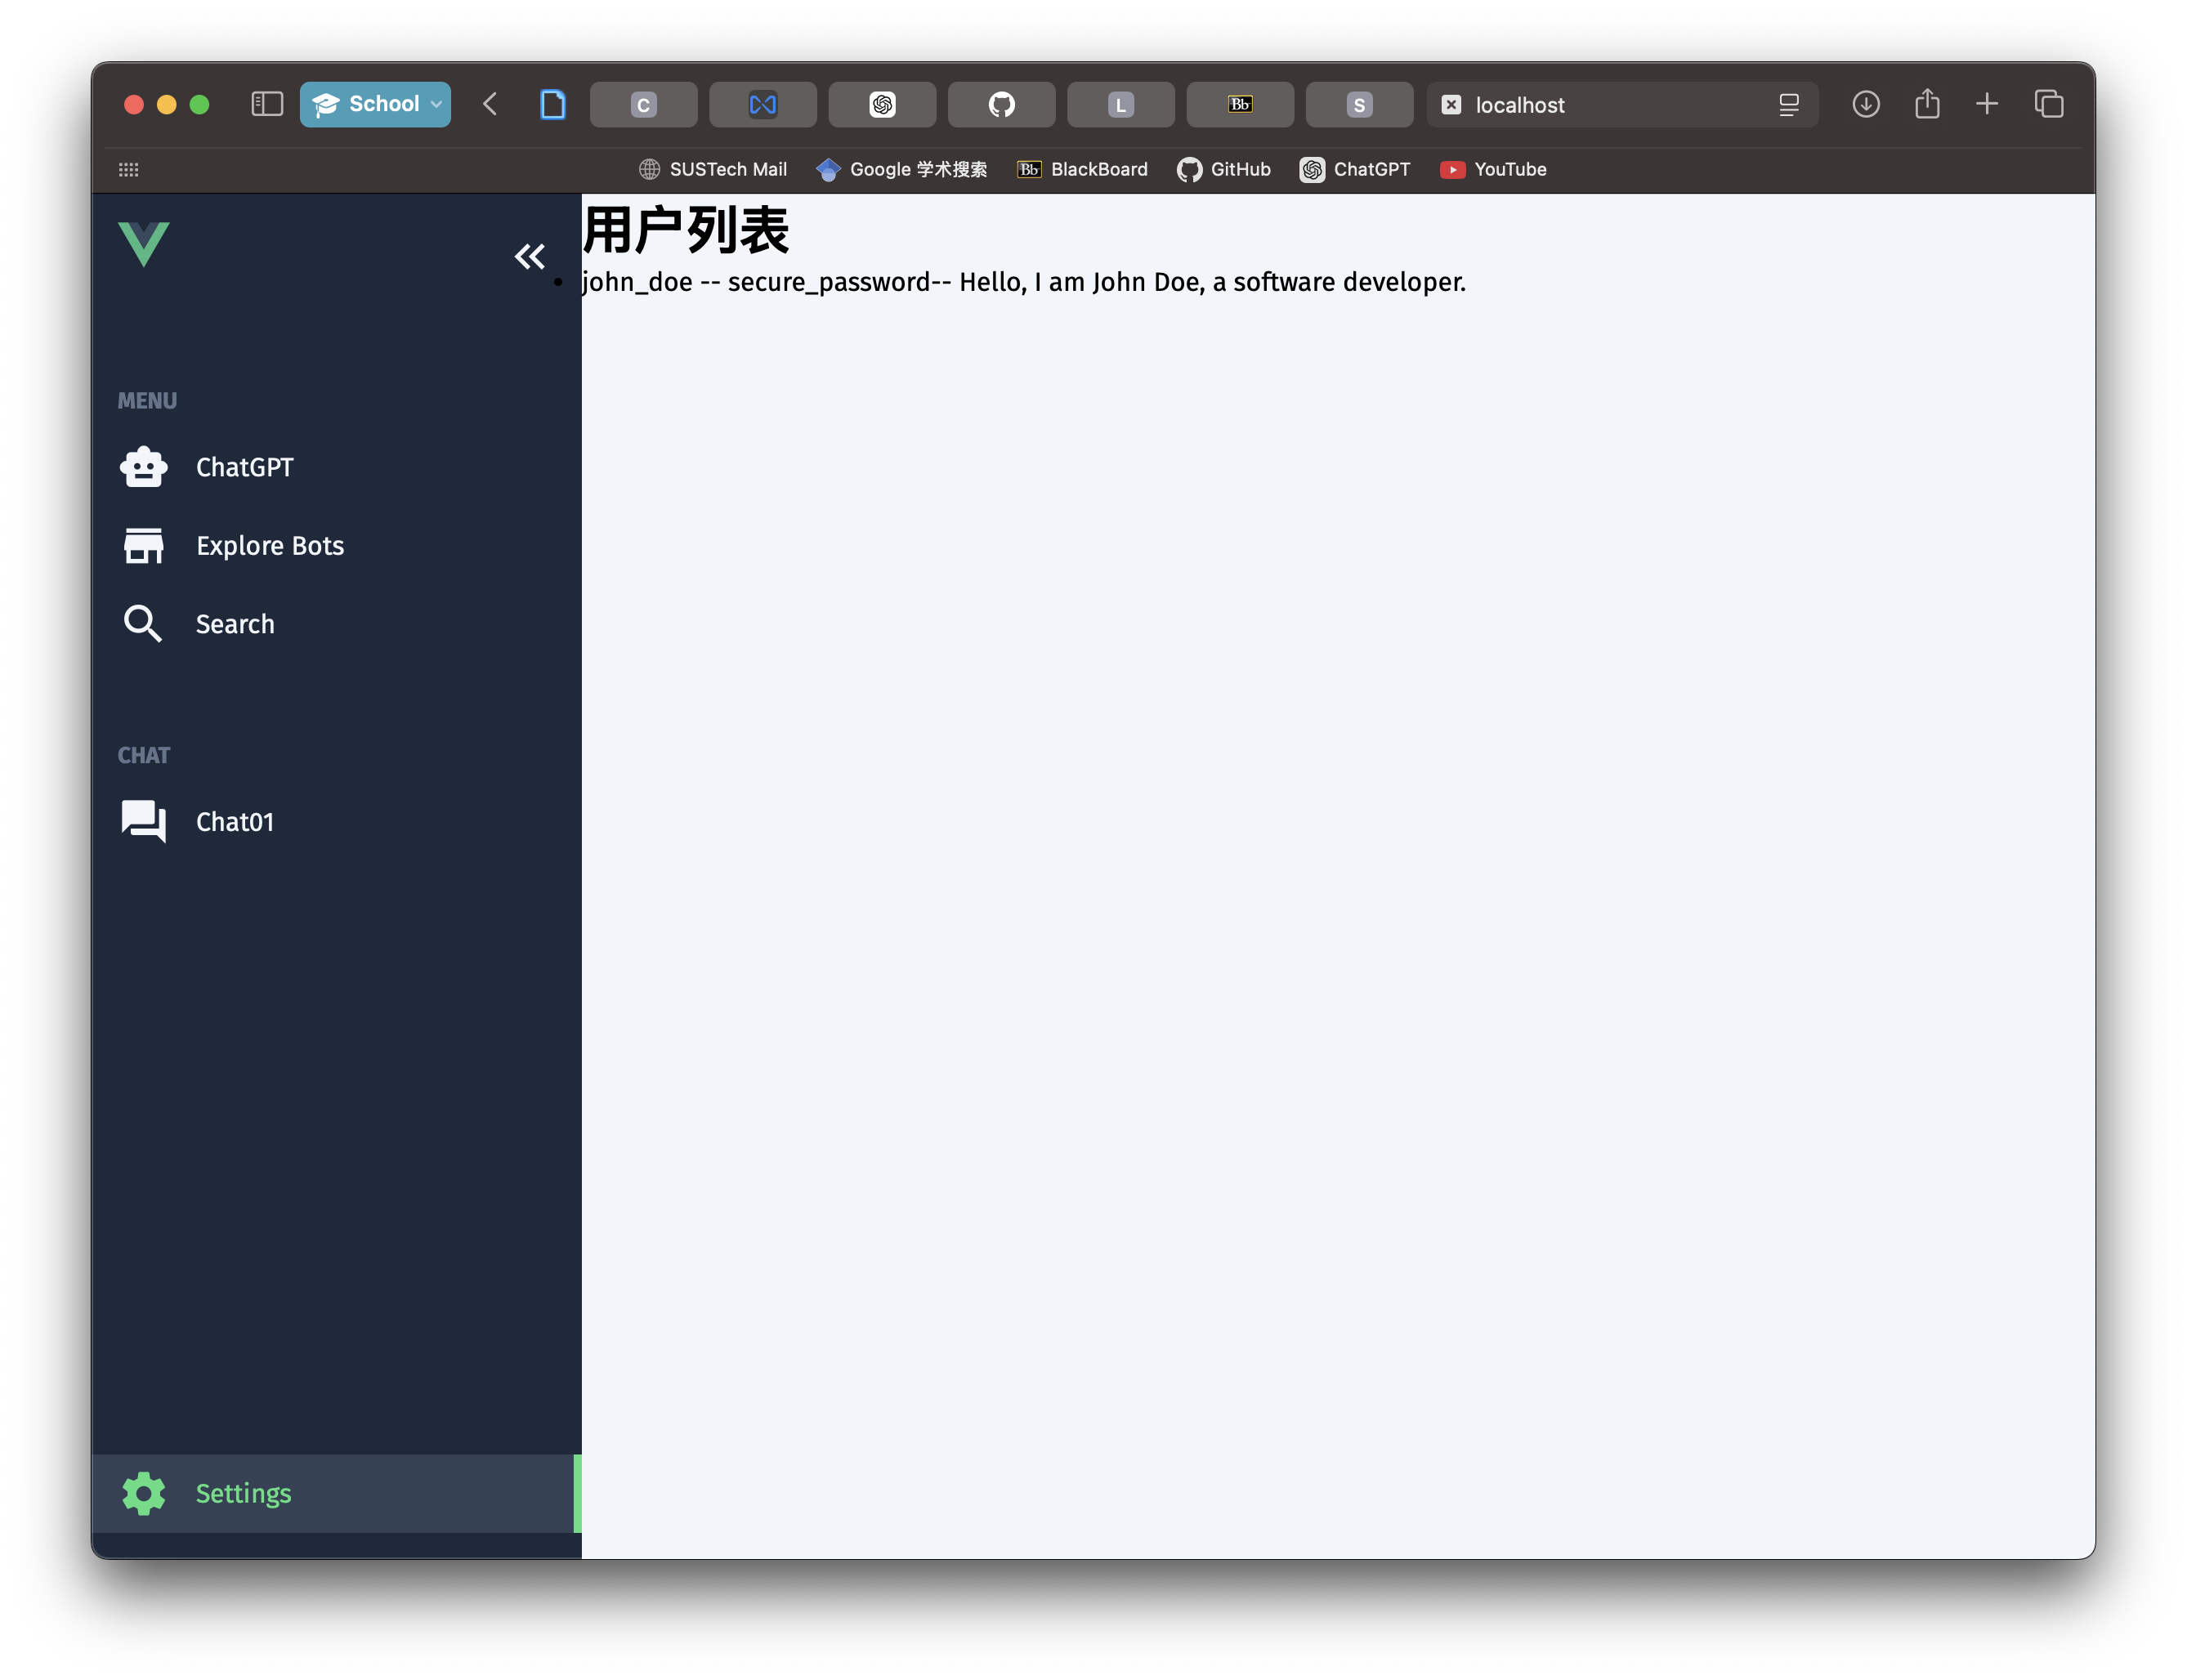 School
C
L
Bb
S
localhost
SUSTech Mail
Google 学术搜索
Bb
BlackBoard
GitHub
ChatGPT
YouTube
用户列表
john_doe -- secure_password-- Hello, I am John Doe, a software developer.
MENU
ChatGPT
Explore Bots
Search
CHAT
Chat01
Settings